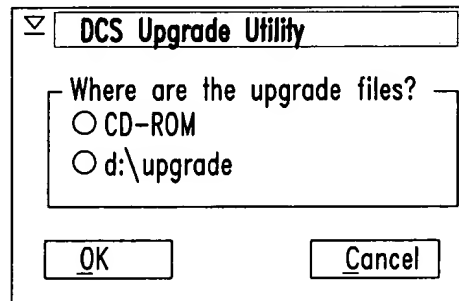 DCS Upgrade Utility
Where are the upgrade files?
CD-ROM
d:\upgrade
OK
Cancel